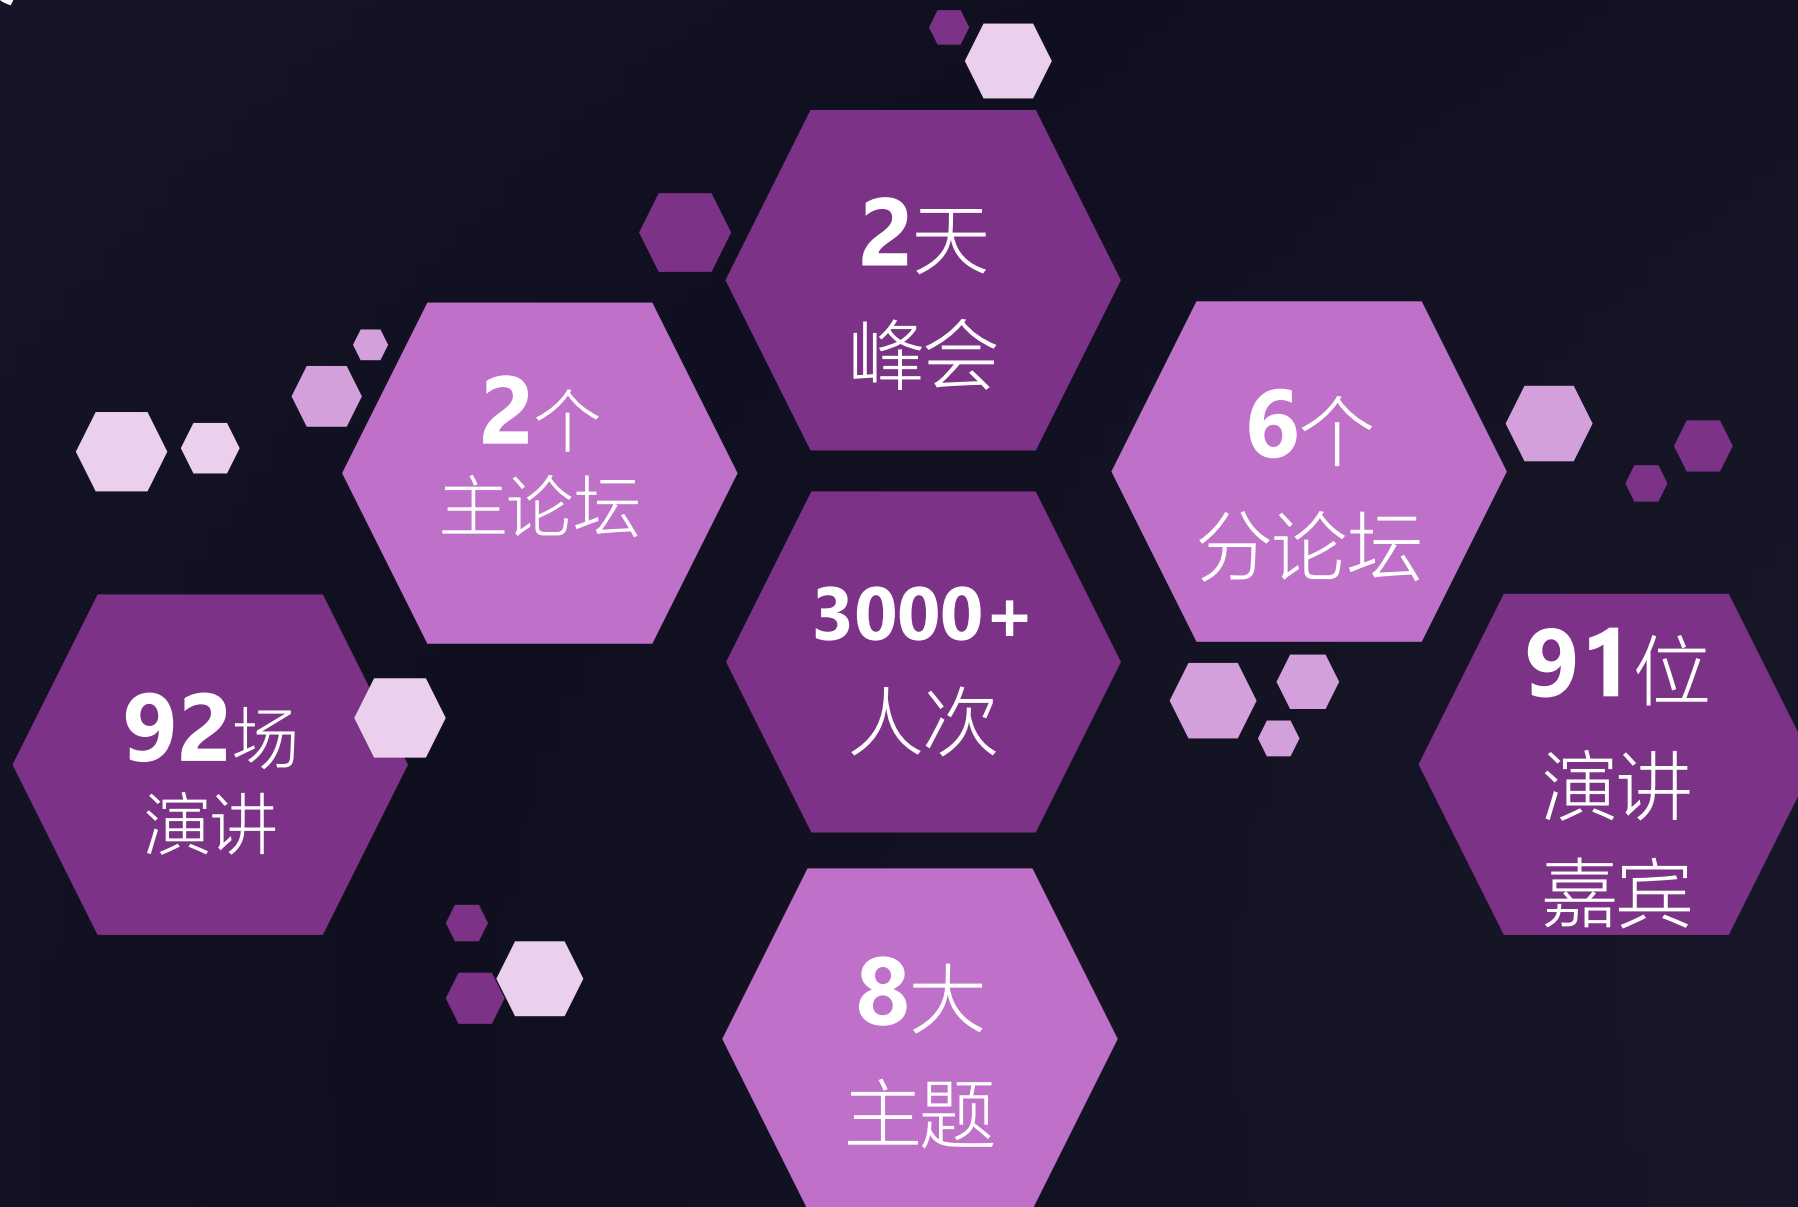 2天
峰会
2个
主论坛
6个
分论坛
3000+
人次
92场
演讲
91位
演讲
嘉宾
8大
主题